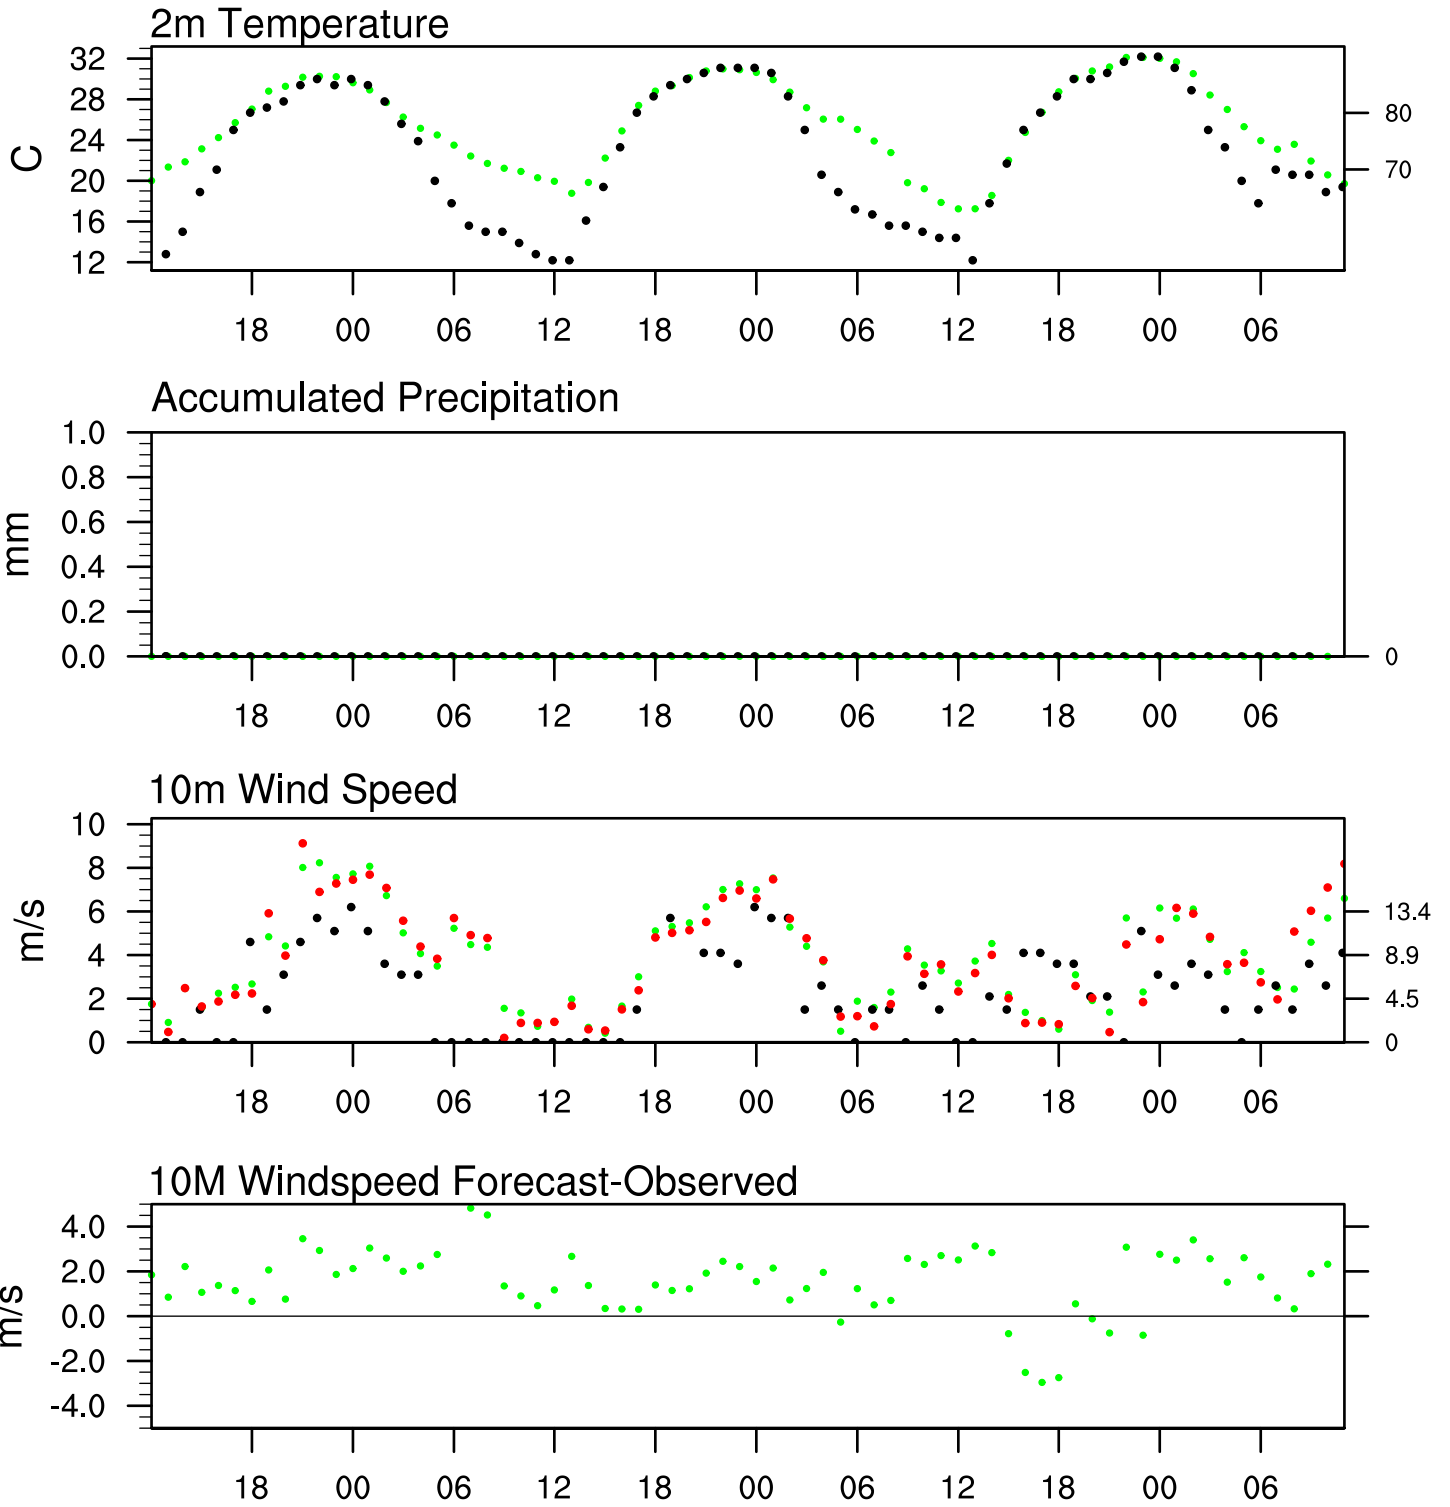 2m Temperature
32
28
24
20
16
12
C
80
70
18 00 06 12 18 00 06 12 18 00 06
Accumulated Precipitation
1.0
0.8
0.6
0.4
0.2
0.0
mm
0
18 00 06 12 18 00 06 12 18 00 06
10m Wind Speed
10
8
6
4
2
0
m/s
13.4
8.9
4.5
0
18 00 06 12 18 00 06 12 18 00 06
10M Windspeed Forecast-Observed
4.0
2.0
0.0
-2.0
-4.0
m/s
18 00 06 12 18 00 06 12 18 00 06